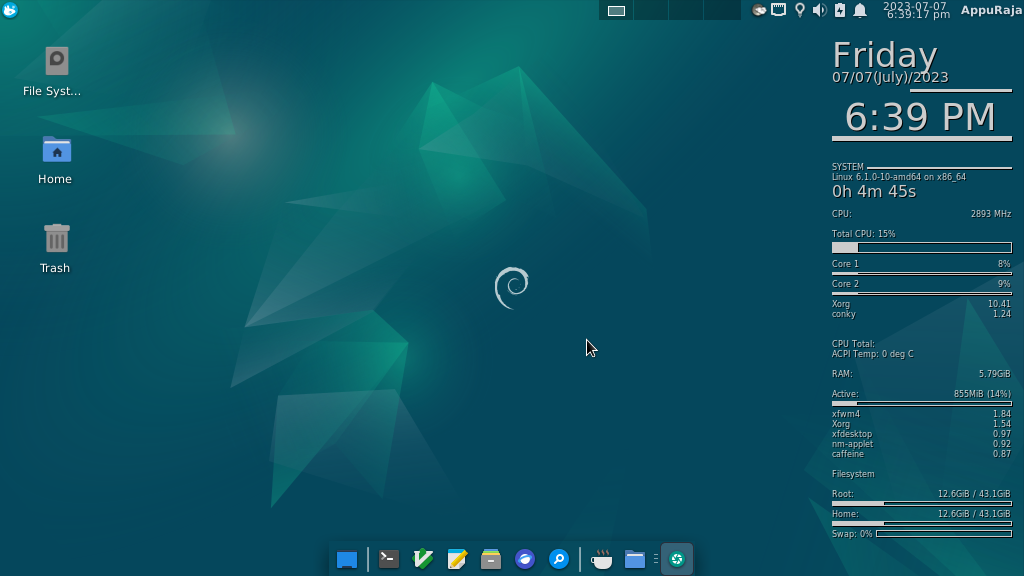 2023-07-07
6:39:17 pm
AppuRaja
File Syst...
Home
Trash
Friday
07/07(July)/2023
6:39 PM
SYSTEM
Linux 6.1.0-10-amd64 on x86_64
0h 4m 45s
CPU: 2893 MHz
Total CPU: 15%
Core 1 8%
Core 2 9%
Xorg 10.41
conky 1.24
CPU Total:
ACPI Temp: 0 deg C
RAM: 5.79GiB
Active: 855MiB (14%)
xfwm4 1.84
Xorg 1.54
xfdesktop 0.97
nm-applet 0.92
caffeine 0.87
Filesystem
Root: 12.6GiB / 43.1GiB
Home: 12.6GiB / 43.1GiB
Swap: 0%